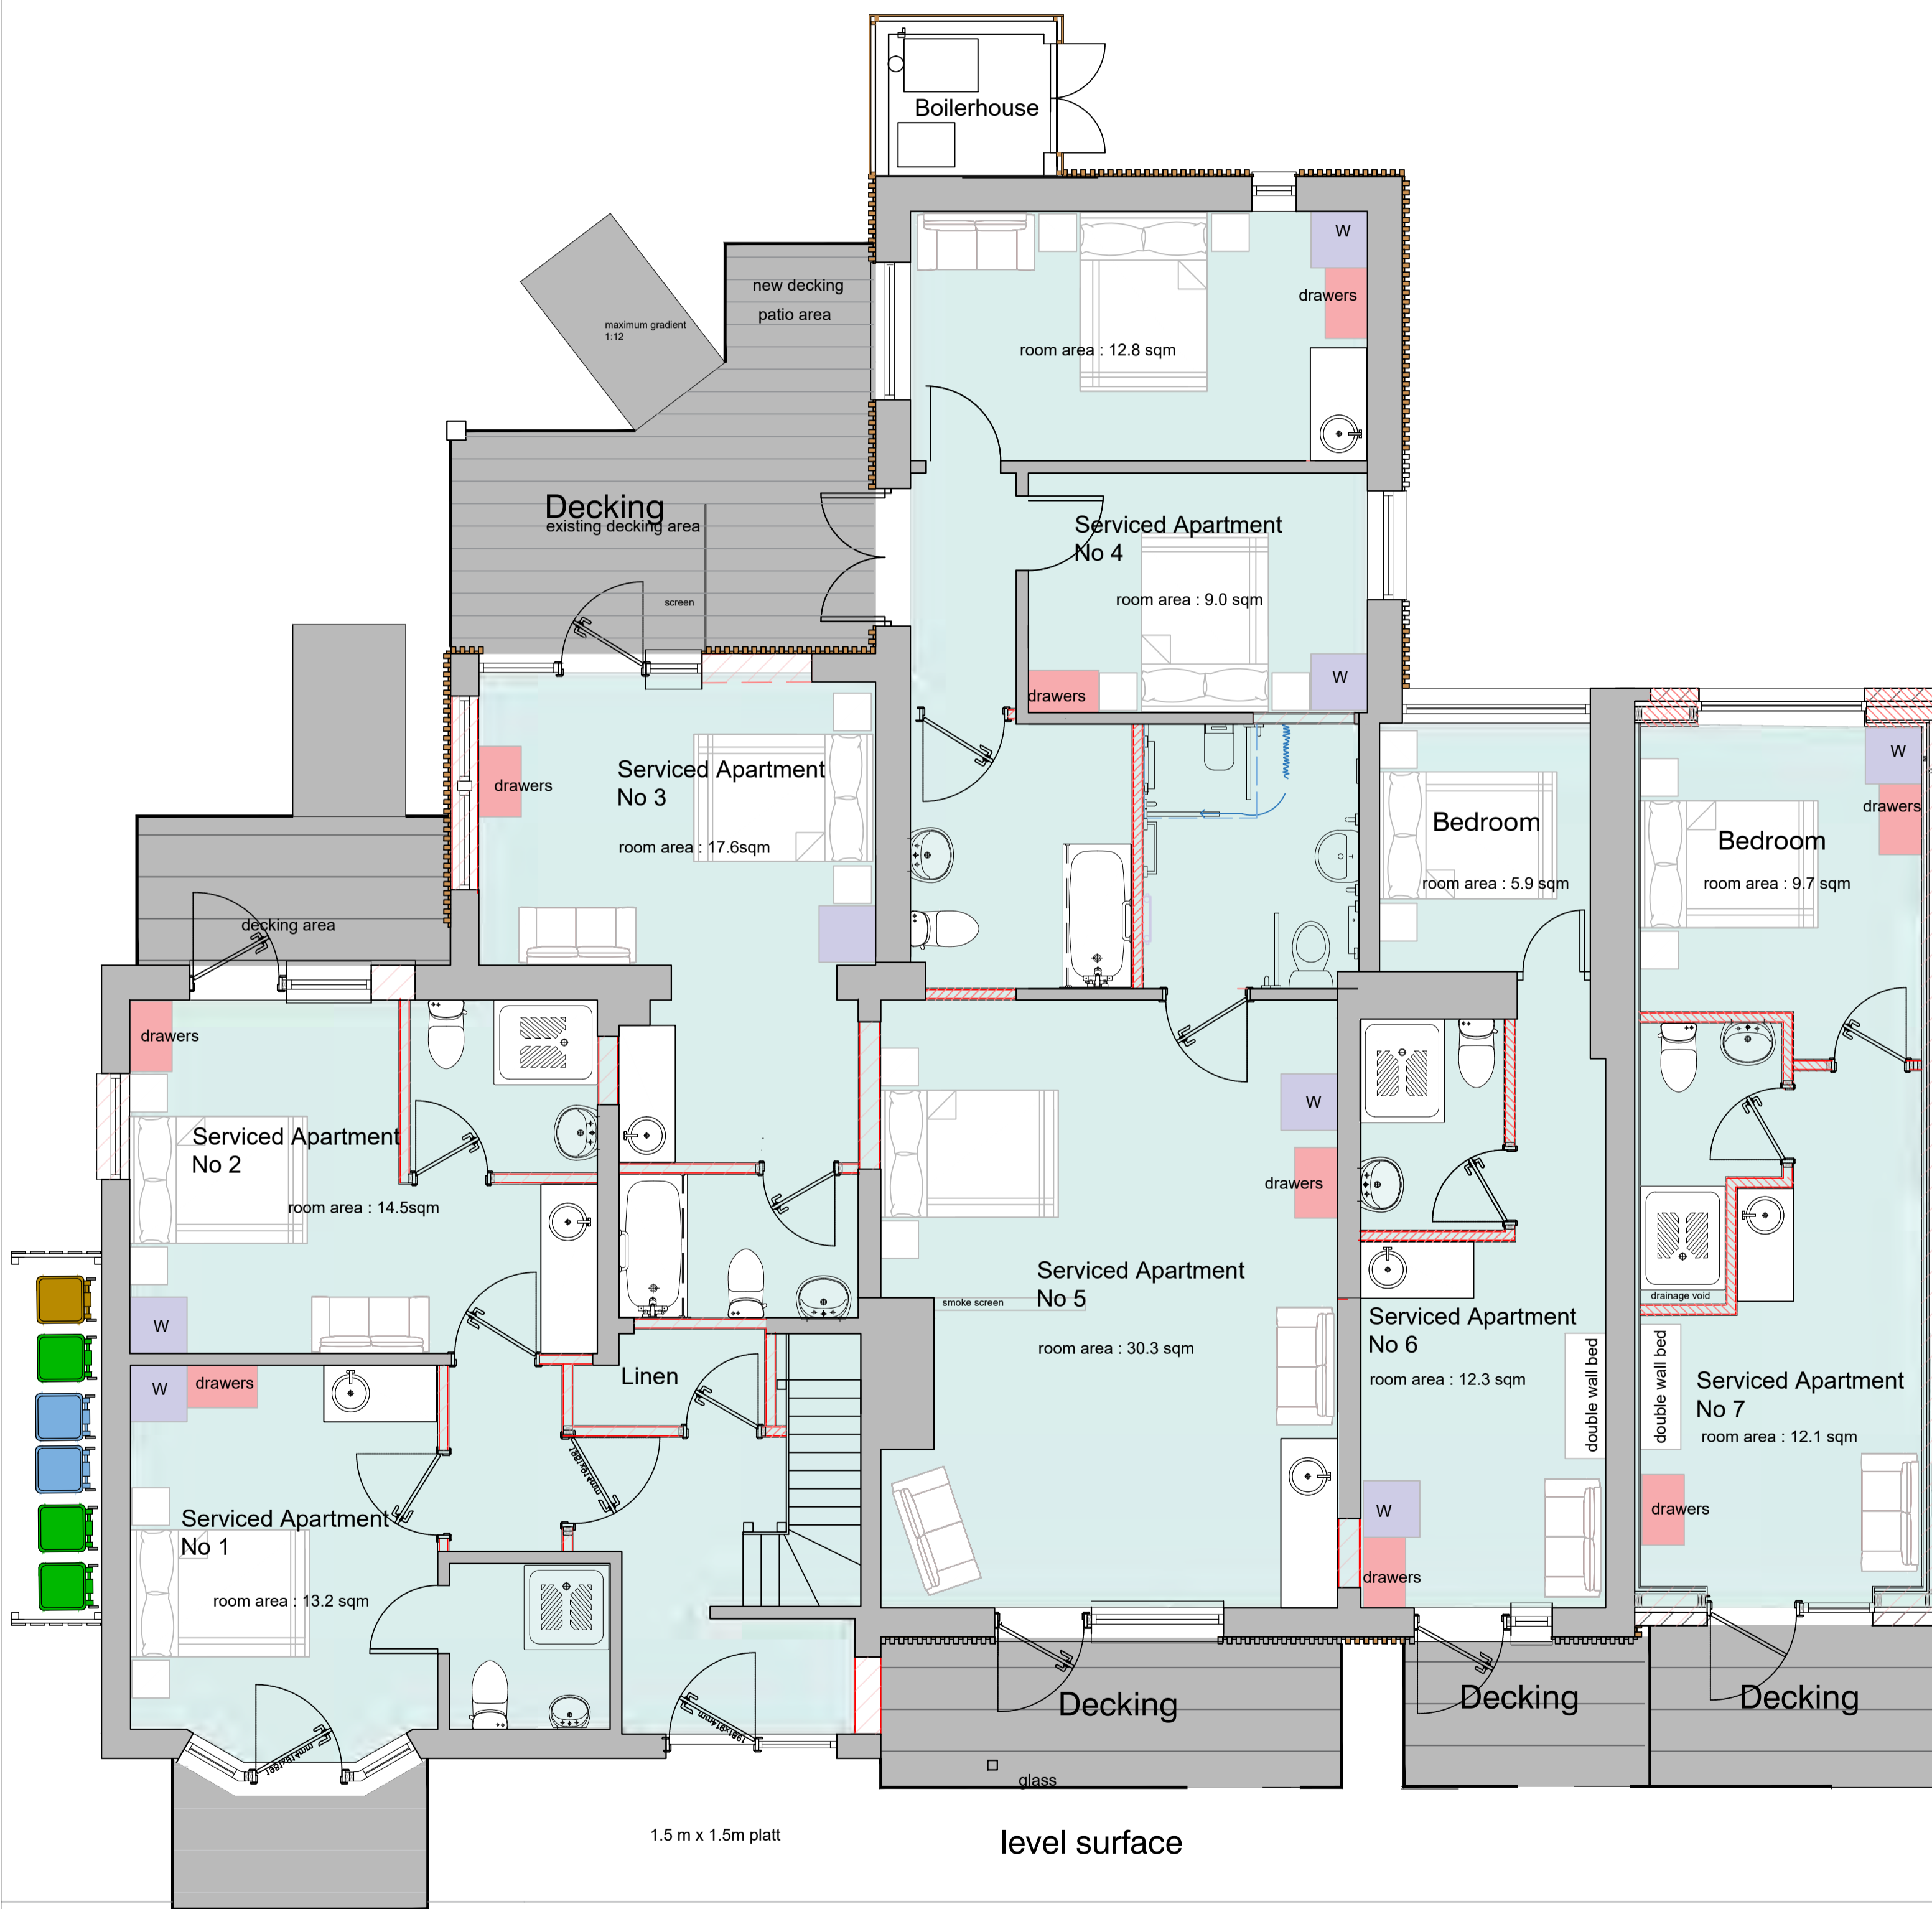 Boilerhouse
W
drawers
new decking
patio area
maximum gradient
1:12
room area : 12.8 sqm
Decking
existing decking area
screen
Serviced Apartment
No 4
room area : 9.0 sqm
W
drawers
Serviced Apartment
No 3
drawers
room area : 17.6sqm
W
drawers
Bedroom
room area : 5.9 sqm
Bedroom
room area : 9.7 sqm
decking area
drawers
Serviced Apartment
No 2
room area : 14.5sqm
W
W
drawers
Serviced Apartment
No 5
smoke screen
room area : 30.3 sqm
drainage void
Serviced Apartment
No 6
room area : 12.3 sqm
double wall bed
double wall bed
Serviced Apartment
No 7
room area : 12.1 sqm
Linen
W
drawers
Serviced Apartment
No 1
room area : 13.2 sqm
1981x914mm
W
drawers
drawers
1981x914mm
1981x914mm
Decking
Decking
Decking
glass
1.5 m x 1.5m platt
level surface